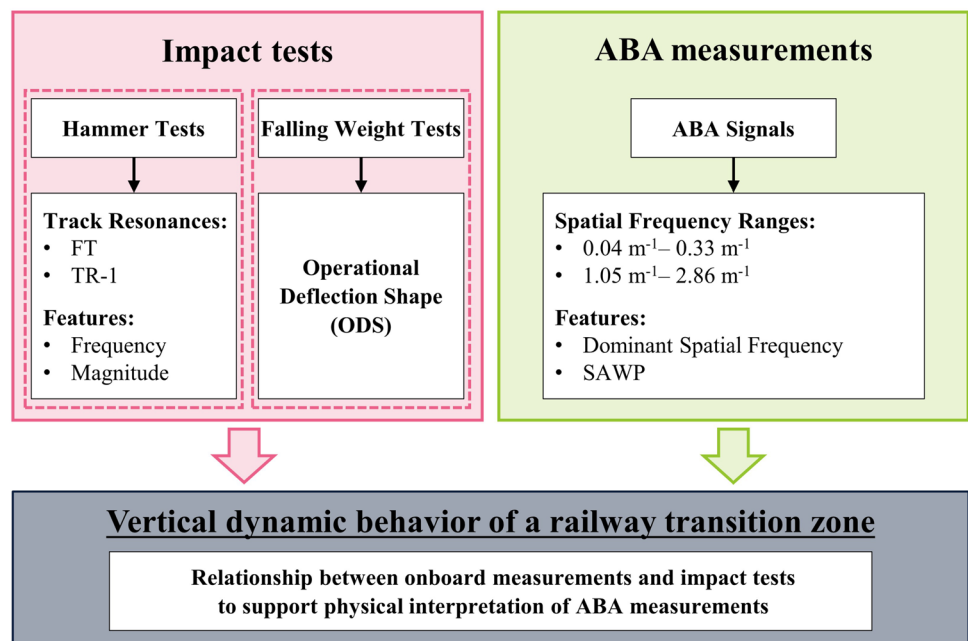 Impact tests
Hammer Tests
Track Resonances:
• FT
• TR-1
Features:
• Frequency
• Magnitude
Falling Weight Tests
Operational
Deflection Shape
(ODS)
ABA measurements
ABA Signals
Spatial Frequency Ranges:
• 0.04 m⁻¹– 0.33 m⁻¹
• 1.05 m⁻¹– 2.86 m⁻¹
Features:
• Dominant Spatial Frequency
• SAWP
Vertical dynamic behavior of a railway transition zone
Relationship between onboard measurements and impact tests
to support physical interpretation of ABA measurements